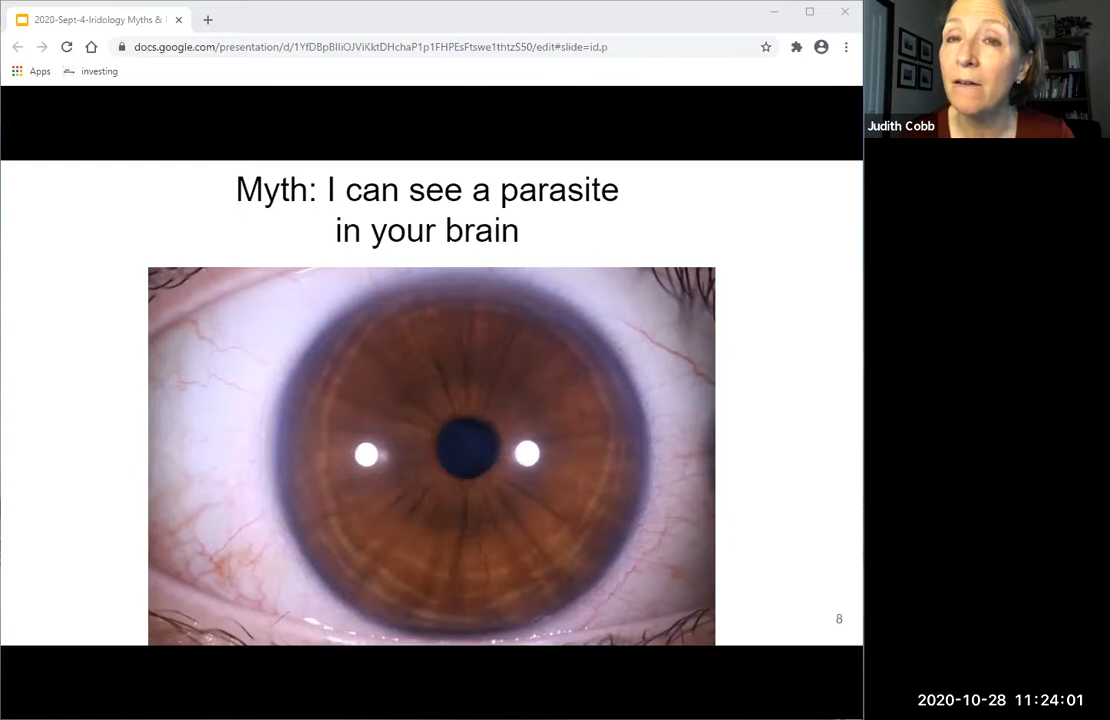 2020-Sept-4-Iridology Myths &
docs.google.com/presentation/d/1YfDBpBIliOJViKktDHchaP1p1FHPEsFtswe1thtzS50/edit#slide=id.p
Apps
investing
Judith Cobb
Myth: I can see a parasite
in your brain
8
2020-10-28 11:24:01